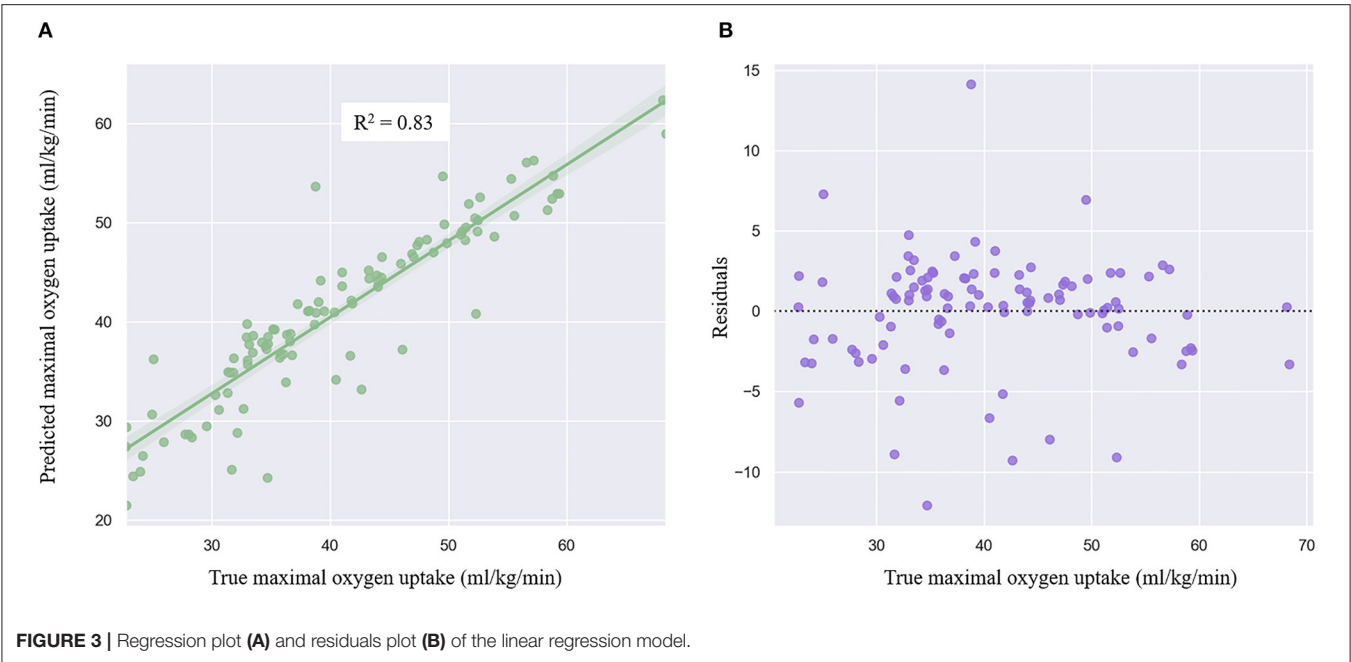 A
B
Predicted maximal oxygen uptake (ml/kg/min)
60
50
40
30
20
R² = 0.83
30 40 50 60
True maximal oxygen uptake (ml/kg/min)
Residuals
15
10
5
0
−5
−10
30 40 50 60 70
True maximal oxygen uptake (ml/kg/min)
FIGURE 3 | Regression plot (A) and residuals plot (B) of the linear regression model.